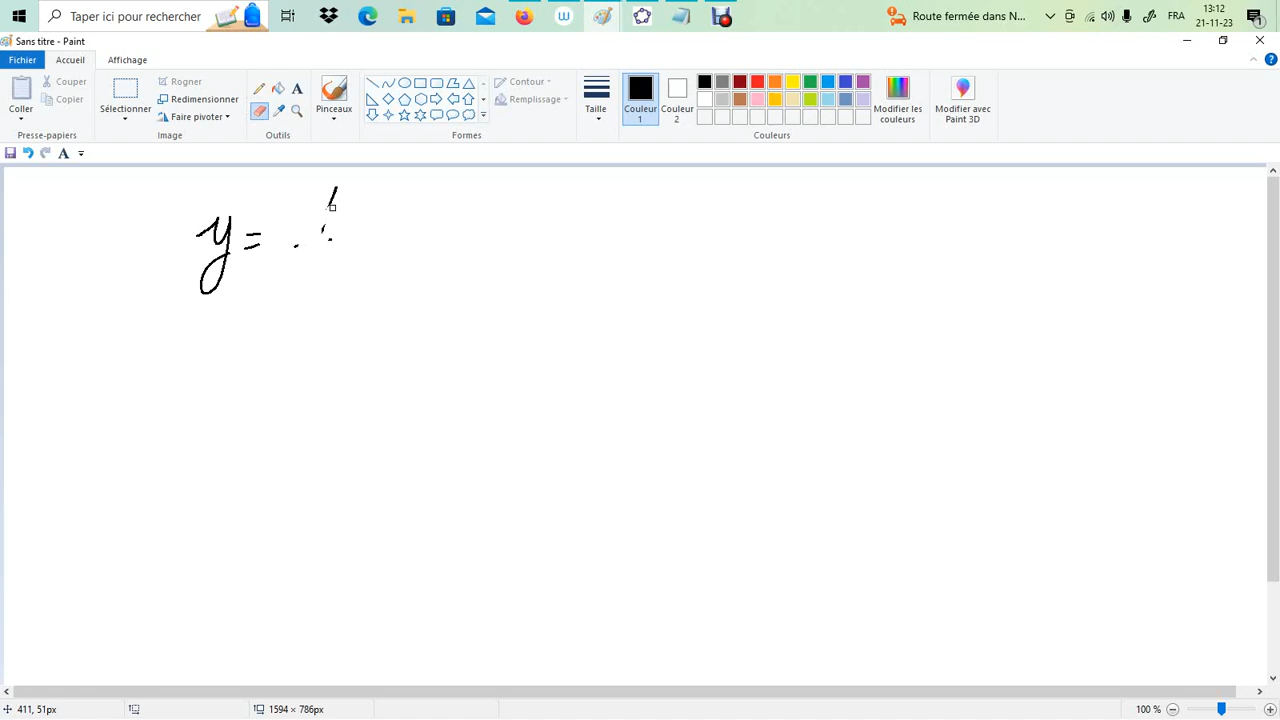 Taper ici pour rechercher
Route fermée dans N...
FRA
13:12
21-11-23
1
Sans titre - Paint
Fichier
Accueil
Affichage
Coller
Couper
Copier
Presse-papiers
Sélectionner
Rogner
Redimensionner
Faire pivoter
Image
A
Outils
Pinceaux
Contour
Remplissage
Formes
Taille
Couleur 1
Couleur 2
Modifier les couleurs
Couleurs
Modifier avec Paint 3D
A
y =
411, 51px
1594 × 786px
100 %